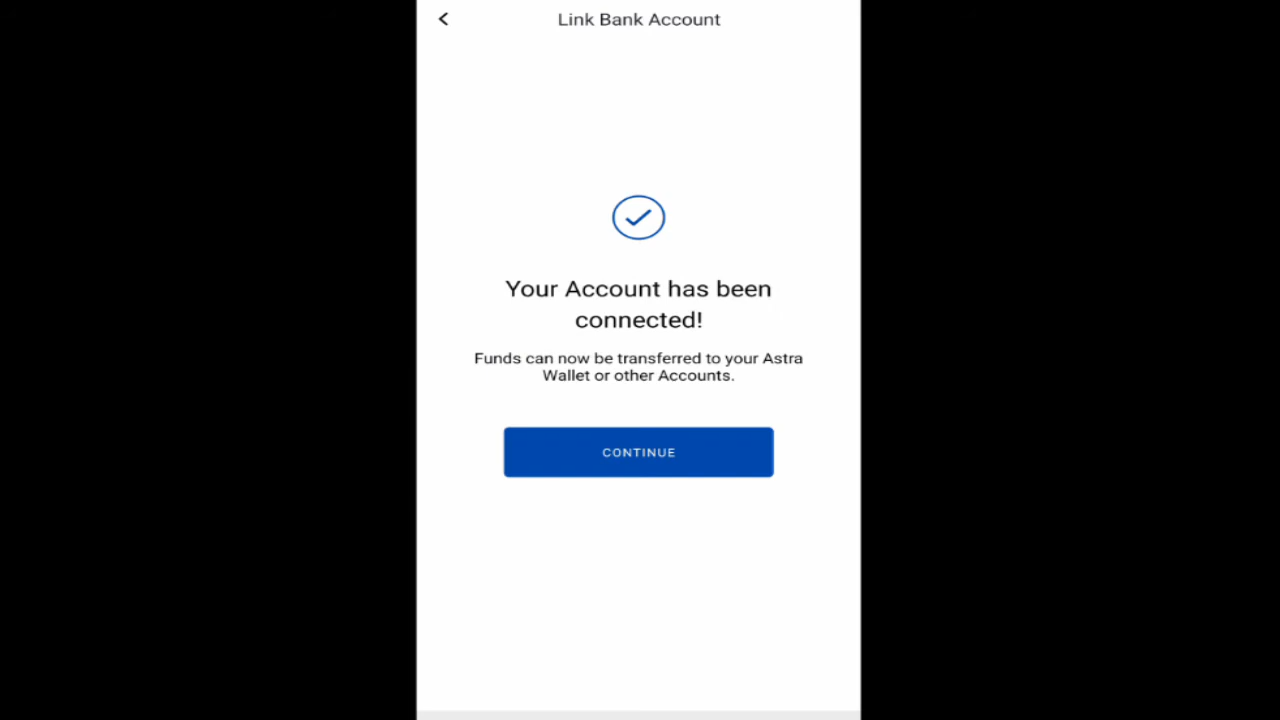 Link Bank Account
Your Account has been
connected!
Funds can now be transferred to your Astra
Wallet or other Accounts.
CONTINUE